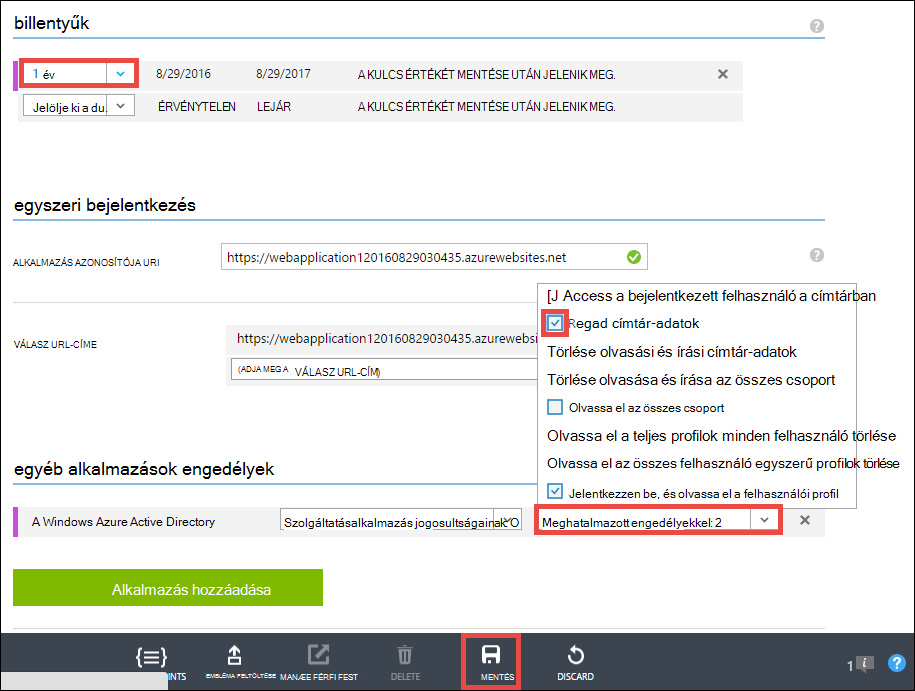 billentyűk
1 év 8/29/2016 8/29/2017 A KULCS ÉRTÉKÉT MENTÉSE UTÁN JELENIK MEG.
Jelölje ki a du. ÉRVÉNYTELEN LEJÁR A KULCS ÉRTÉKÉT MENTÉSE UTÁN JELENIK MEG.
egyszeri bejelentkezés
ALKALMAZÁS AZONOSÍTÓJA URI https://webapplication120160829030435.azurewebsites.net
[J Access a bejelentkezett felhasználó a címtárban
Regad címtár-adatok
VÁLASZ URL-CÍME https://webapplication120160829030435.azurewebsi
Törlése olvasási és írási címtár-adatok
(ADJA MEG A VÁLASZ URL-CÍM)
Törlése olvasása és írása az összes csoport
Olvassa el az összes csoport
Olvassa el a teljes profilok minden felhasználó törlése
Olvassa el az összes felhasználó egyszerű profilok törlése
Jelentkezzen be, és olvassa el a felhasználói profil
egyéb alkalmazások engedélyek
A Windows Azure Active Directory Szolgáltatásalkalmazás jogosultságainak: O Meghatalmazott engedélyekkel: 2
Alkalmazás hozzáadása
INTS EMBLÉMA FELTÖLTÉSE MANÆE FÉRFI FEST DELETE MENTÉS DISCARD 1